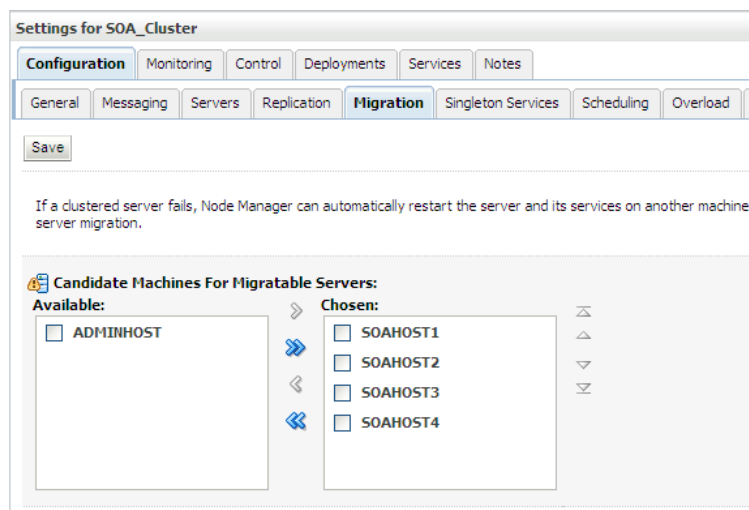 Settings for SOA_Cluster
Configuration Monitoring Control Deployments Services Notes
General Messaging Servers Replication Migration Singleton Services Scheduling Overload
Save
If a clustered server fails, Node Manager can automatically restart the server and its services on another machine
server migration.
Candidate Machines For Migratable Servers:
Available: Chosen:
ADMINHOST SOAHOST1
SOAHOST2
SOAHOST3
SOAHOST4